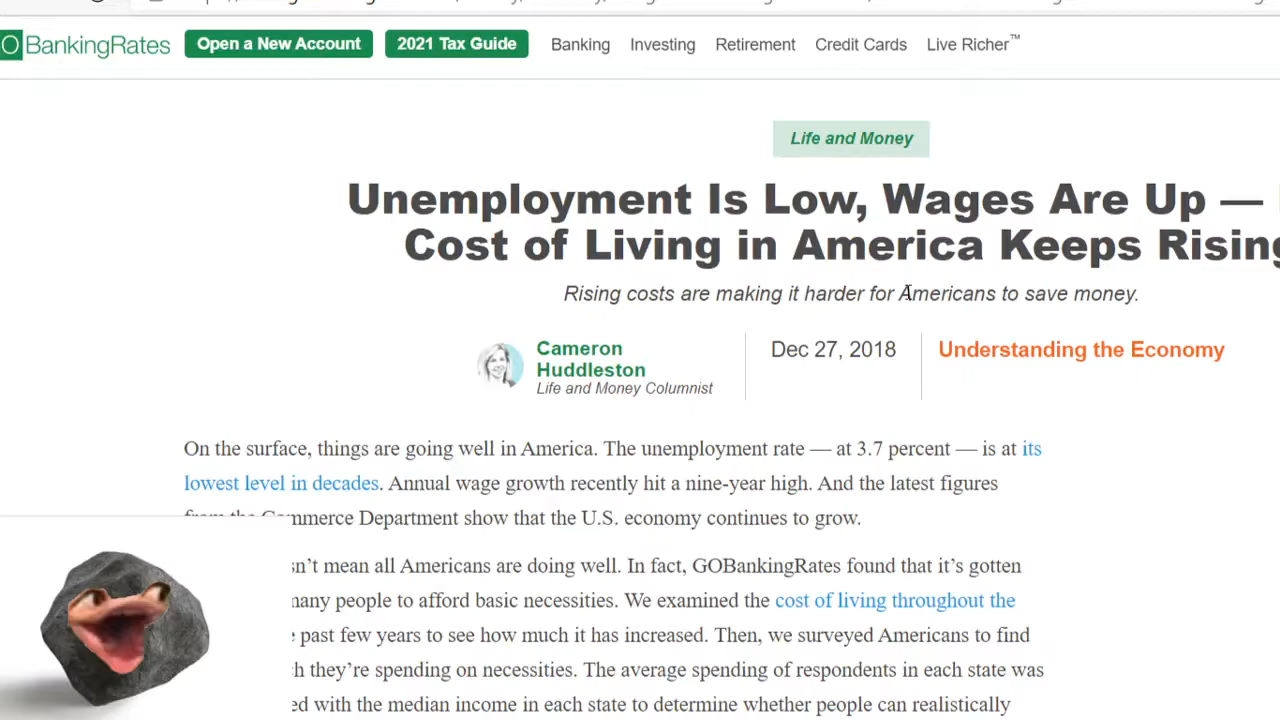 O BankingRates Open a New Account 2021 Tax Guide Banking Investing Retirement Credit Cards Live Richer™
Life and Money
Unemployment Is Low, Wages Are Up —
Cost of Living in America Keeps Rising
Rising costs are making it harder for Americans to save money.
Cameron
Huddleston
Life and Money Columnist
Dec 27, 2018
Understanding the Economy
On the surface, things are going well in America. The unemployment rate — at 3.7 percent — is at its
lowest level in decades. Annual wage growth recently hit a nine-year high. And the latest figures
from the Commerce Department show that the U.S. economy continues to grow.
sn't mean all Americans are doing well. In fact, GOBankingRates found that it's gotten
many people to afford basic necessities. We examined the cost of living throughout the
past few years to see how much it has increased. Then, we surveyed Americans to find
h they're spending on necessities. The average spending of respondents in each state was
ed with the median income in each state to determine whether people can realistically